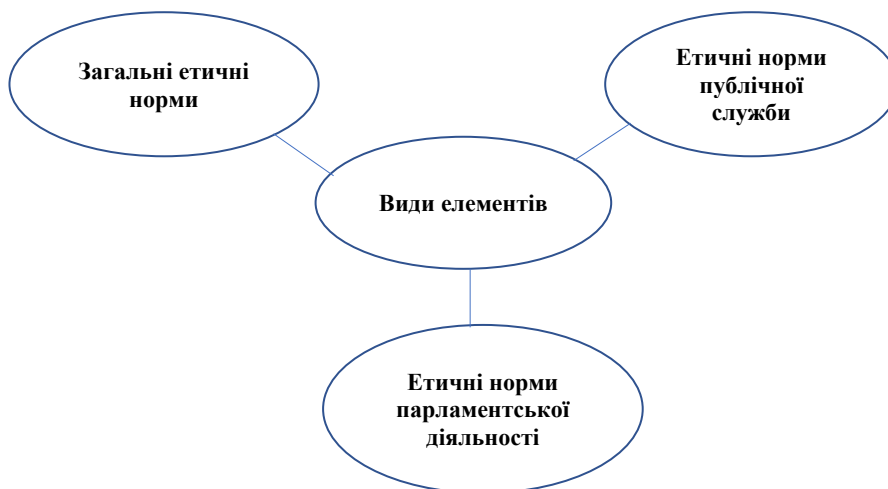 Загальні етичні
норми
Етичні норми
публічної
служби
Види елементів
Етичні норми
парламентської
діяльності